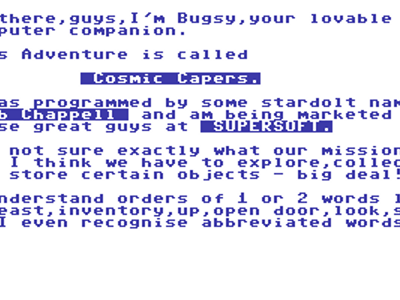 there,guys,I'm Bugsy,your lovable
puter companion.
s Adventure is called
Cosmic Capers.
as programmed by some stardolt nam
b Chappell and am being marketed
se great guys at SUPERSOFT.
not sure exactly what our mission
I think we have to explore,collec
store certain objects - big deal!
nderstand orders of 1 or 2 words l
east,inventory,up,open door,look,s
I even recognise abbreviated words